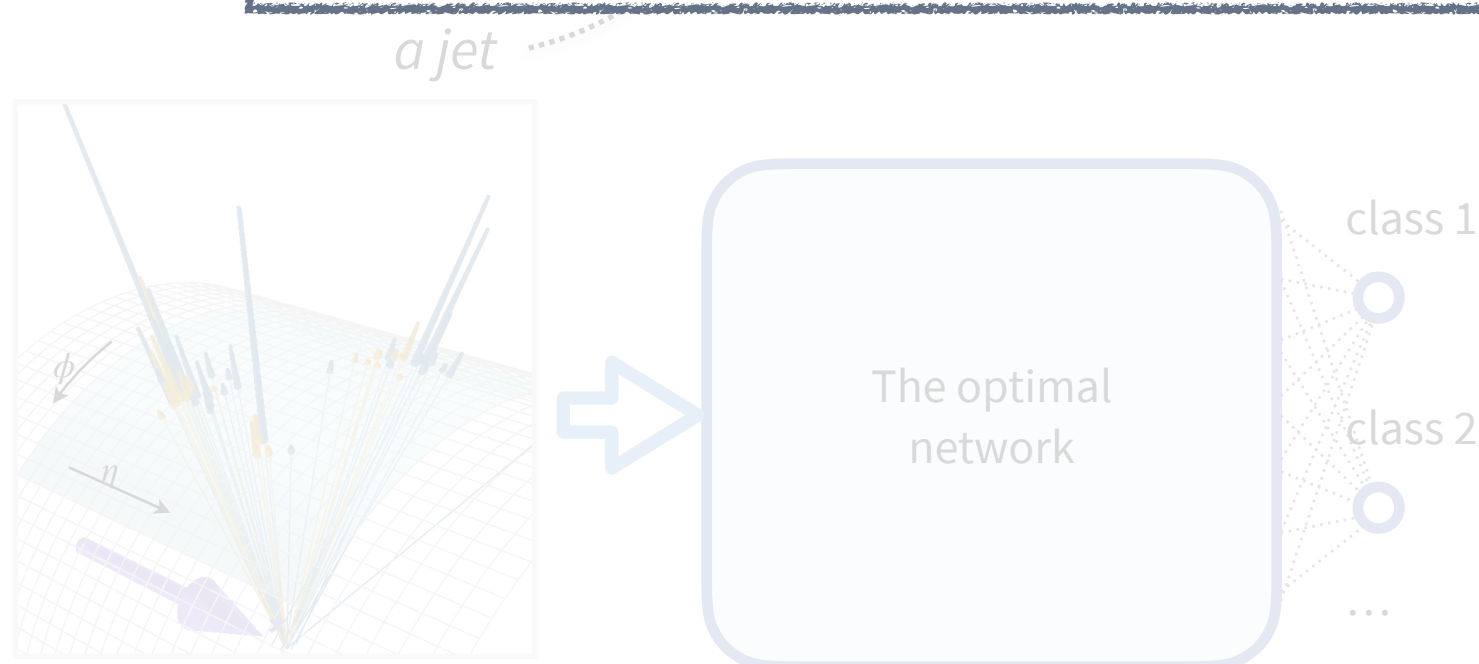 a jet
class 1
ϕ
The optimal
network
class 2
η
...